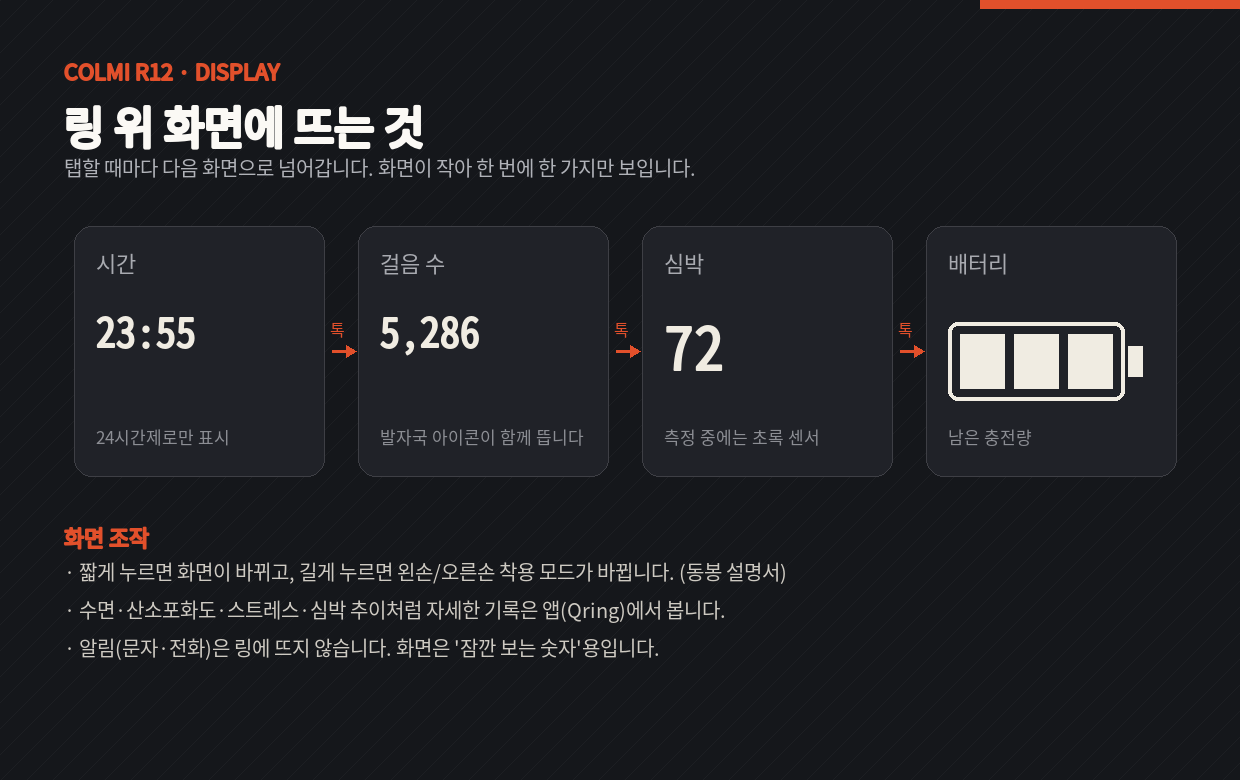 COLMI R12 · DISPLAY
링 위 화면에 뜨는 것
탭할 때마다 다음 화면으로 넘어갑니다. 화면이 작아 한 번에 한 가지만 보입니다.
시간
23:55
24시간제로만 표시
톡
걸음 수
5,286
발자국 아이콘이 함께 뜹니다
톡
심박
72
측정 중에는 초록 센서
톡
배터리
남은 충전량
화면 조작
· 짧게 누르면 화면이 바뀌고, 길게 누르면 왼손/오른손 착용 모드가 바뀝니다. (동봉 설명서)
· 수면·산소포화도·스트레스·심박 추이처럼 자세한 기록은 앱(Qring)에서 봅니다.
· 알림(문자·전화)은 링에 뜨지 않습니다. 화면은 '잠깐 보는 숫자'용입니다.